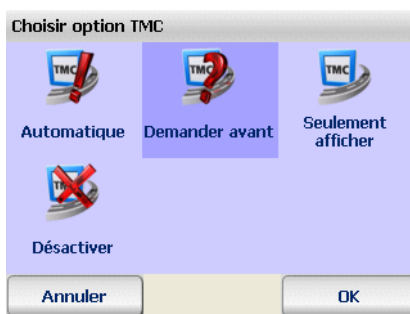 Choisir option TMC
TMC
TMC
TMC
Automatique
Demander avant
Seulement
afficher
TMC
Désactiver
Annuler
OK